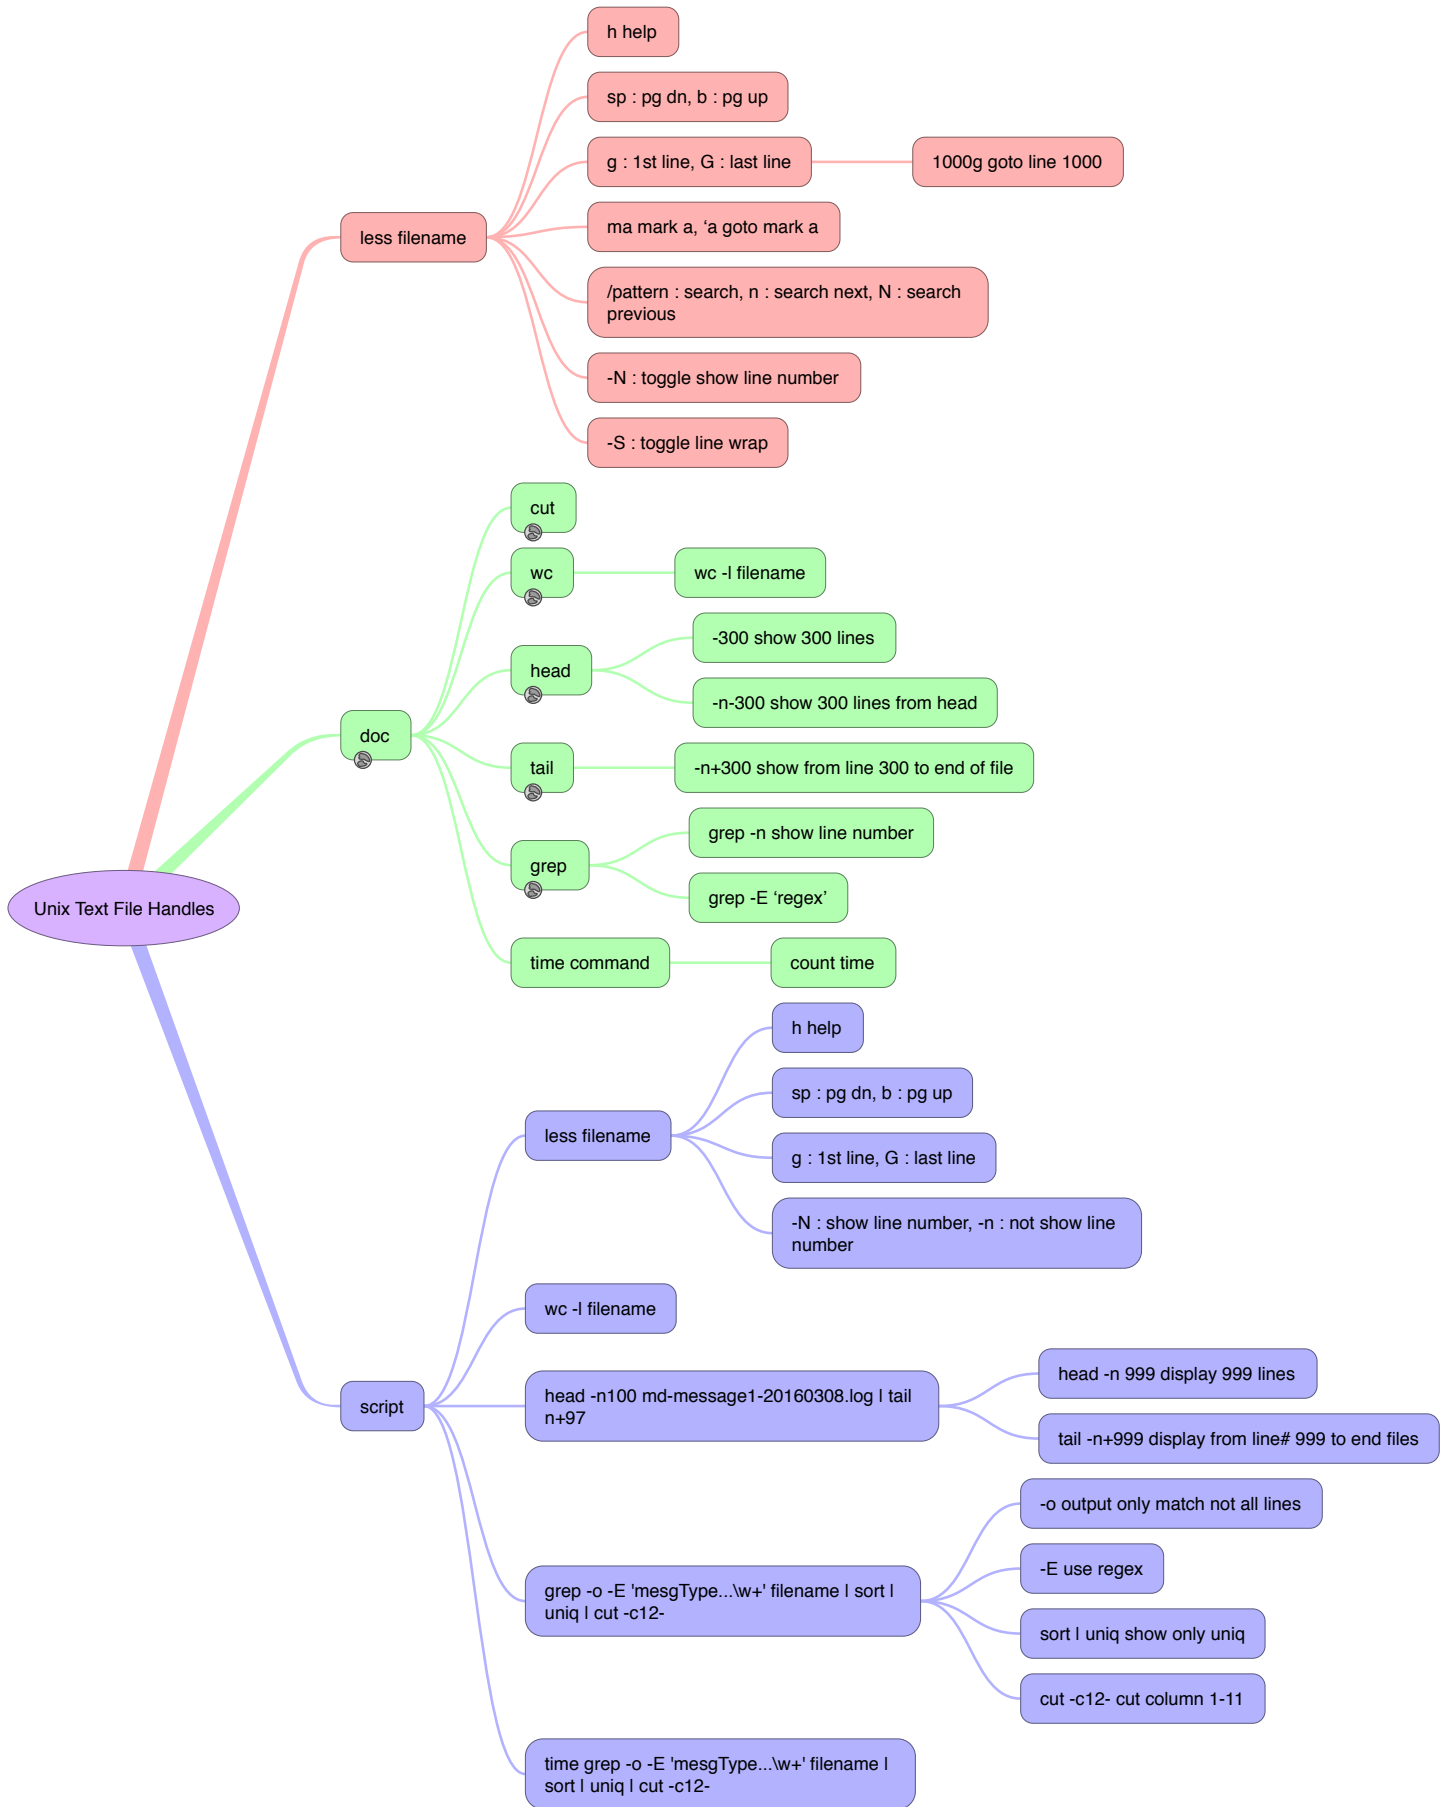 h help
sp : pg dn, b : pg up
g : 1st line, G : last line
1000g goto line 1000
less filename
ma mark a, ‘a goto mark a
/pattern : search, n : search next, N : search
previous
-N : toggle show line number
-S : toggle line wrap
cut
wc
wc -l filename
head
-300 show 300 lines
-n-300 show 300 lines from head
doc
tail
-n+300 show from line 300 to end of file
grep
grep -n show line number
grep -E ‘regex’
Unix Text File Handles
time command
count time
h help
sp : pg dn, b : pg up
less filename
g : 1st line, G : last line
-N : show line number, -n : not show line
number
wc -l filename
script
head -n100 md-message1-20160308.log | tail
n+97
head -n 999 display 999 lines
tail -n+999 display from line# 999 to end files
grep -o -E 'mesgType...\w+' filename | sort |
uniq | cut -c12-
-o output only match not all lines
-E use regex
sort | uniq show only uniq
cut -c12- cut column 1-11
time grep -o -E 'mesgType...\w+' filename |
sort | uniq | cut -c12-